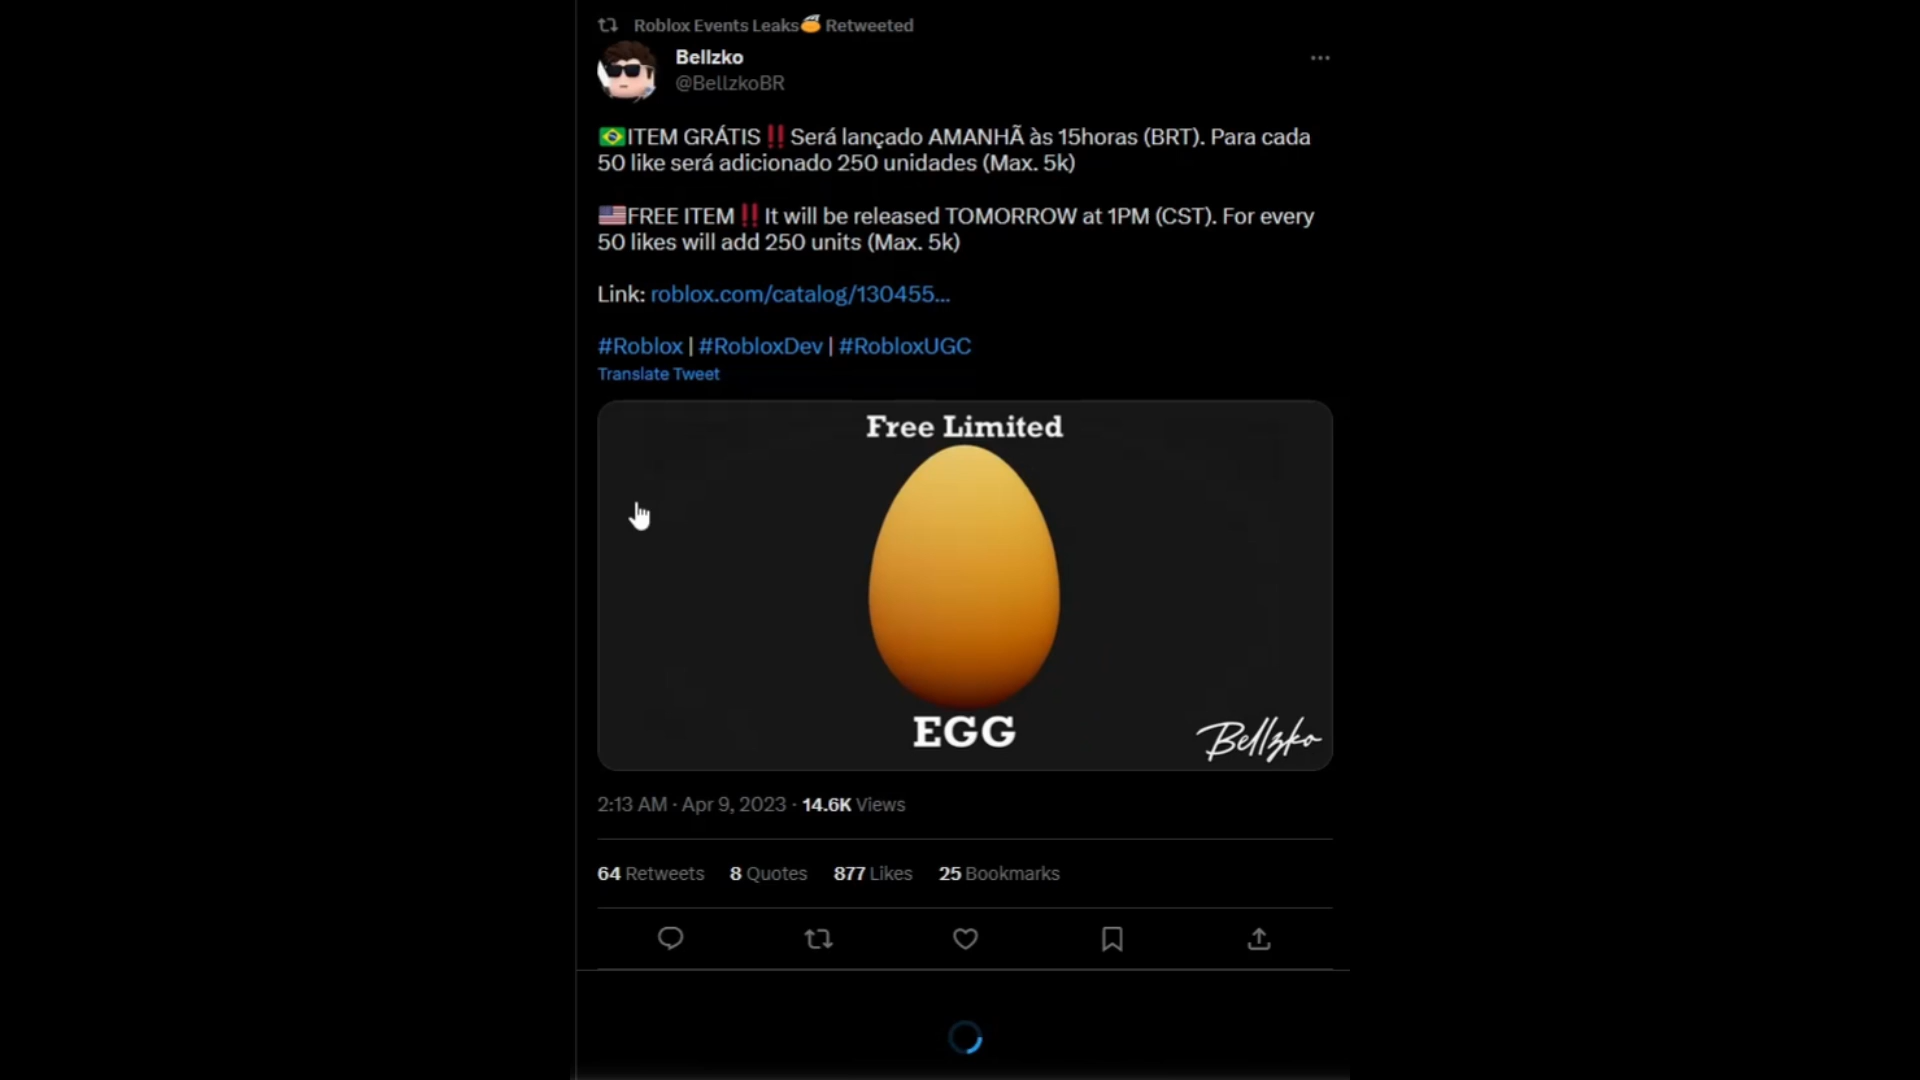 Roblox Events Leaks🥘 Retweeted
Bellzko
@BellzkoBR
🇧🇷ITEM GRÁTIS‼️Será lançado AMANHÃ às 15horas (BRT). Para cada
50 like será adicionado 250 unidades (Max. 5k)
🇺🇸FREE ITEM‼️It will be released TOMORROW at 1PM (CST). For every
50 likes will add 250 units (Max. 5k)
Link: roblox.com/catalog/130455...
#Roblox | #RobloxDev | #RobloxUGC
Translate Tweet
Free Limited
EGG
Bellzko
2:13 AM · Apr 9, 2023 · 14.6K Views
64 Retweets 8 Quotes 877 Likes 25 Bookmarks